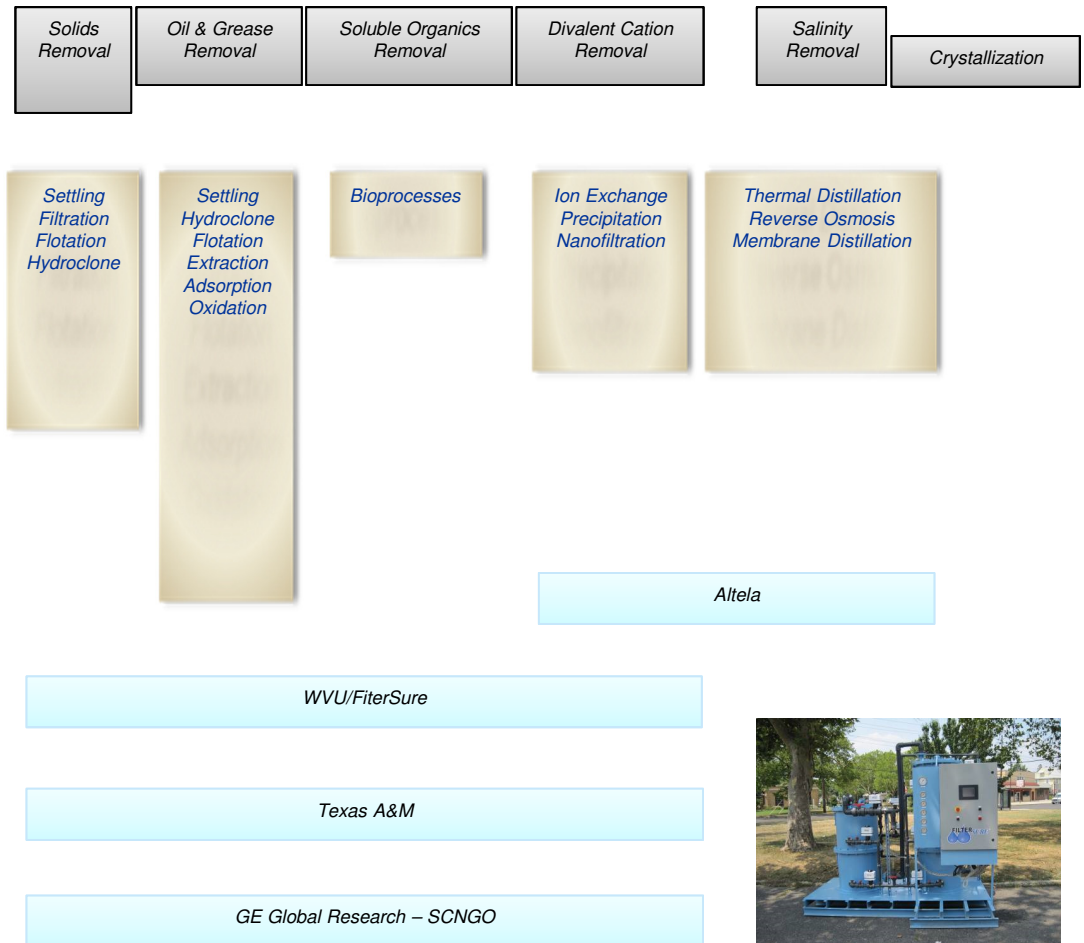 Solids
Removal
Oil & Grease
Removal
Soluble Organics
Removal
Divalent Cation
Removal
Salinity
Removal
Crystallization
Settling
Filtration
Flotation
Hydroclone
Settling
Hydroclone
Flotation
Extraction
Adsorption
Oxidation
Bioprocesses
Ion Exchange
Precipitation
Nanofiltration
Thermal Distillation
Reverse Osmosis
Membrane Distillation
Altela
WVU/FiterSure
Texas A&M
GE Global Research – SCNGO